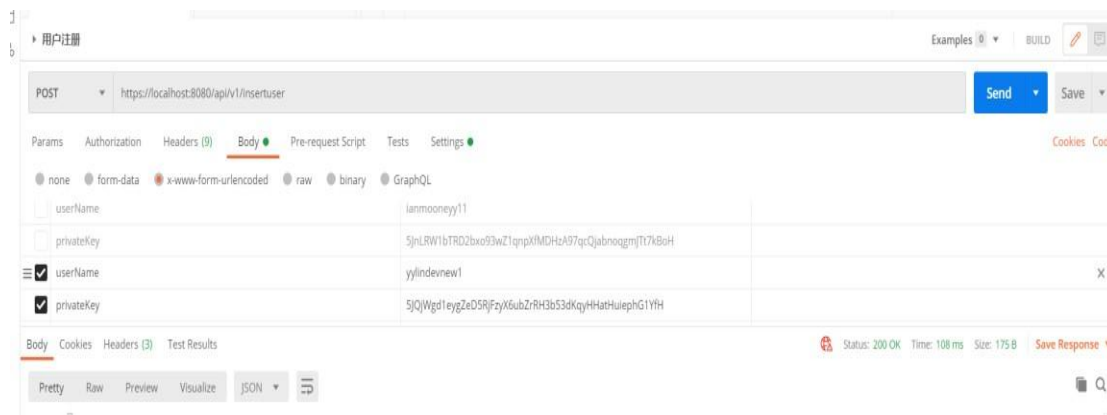 用户注册 Examples 0 BUILD
POST https://localhost:8080/api/v1/insertuser Send Save
Params Authorization Headers (9) Body Pre-request Script Tests Settings Cookies
none form-data x-www-form-urlencoded raw binary GraphQL
userName ianmooneyy11
privateKey
userName yylindevnew1
privateKey
Body Cookies Headers (3) Test Results Status: 200 OK Time: 108 ms Size: 175 B Save Response
Pretty Raw Preview Visualize JSON